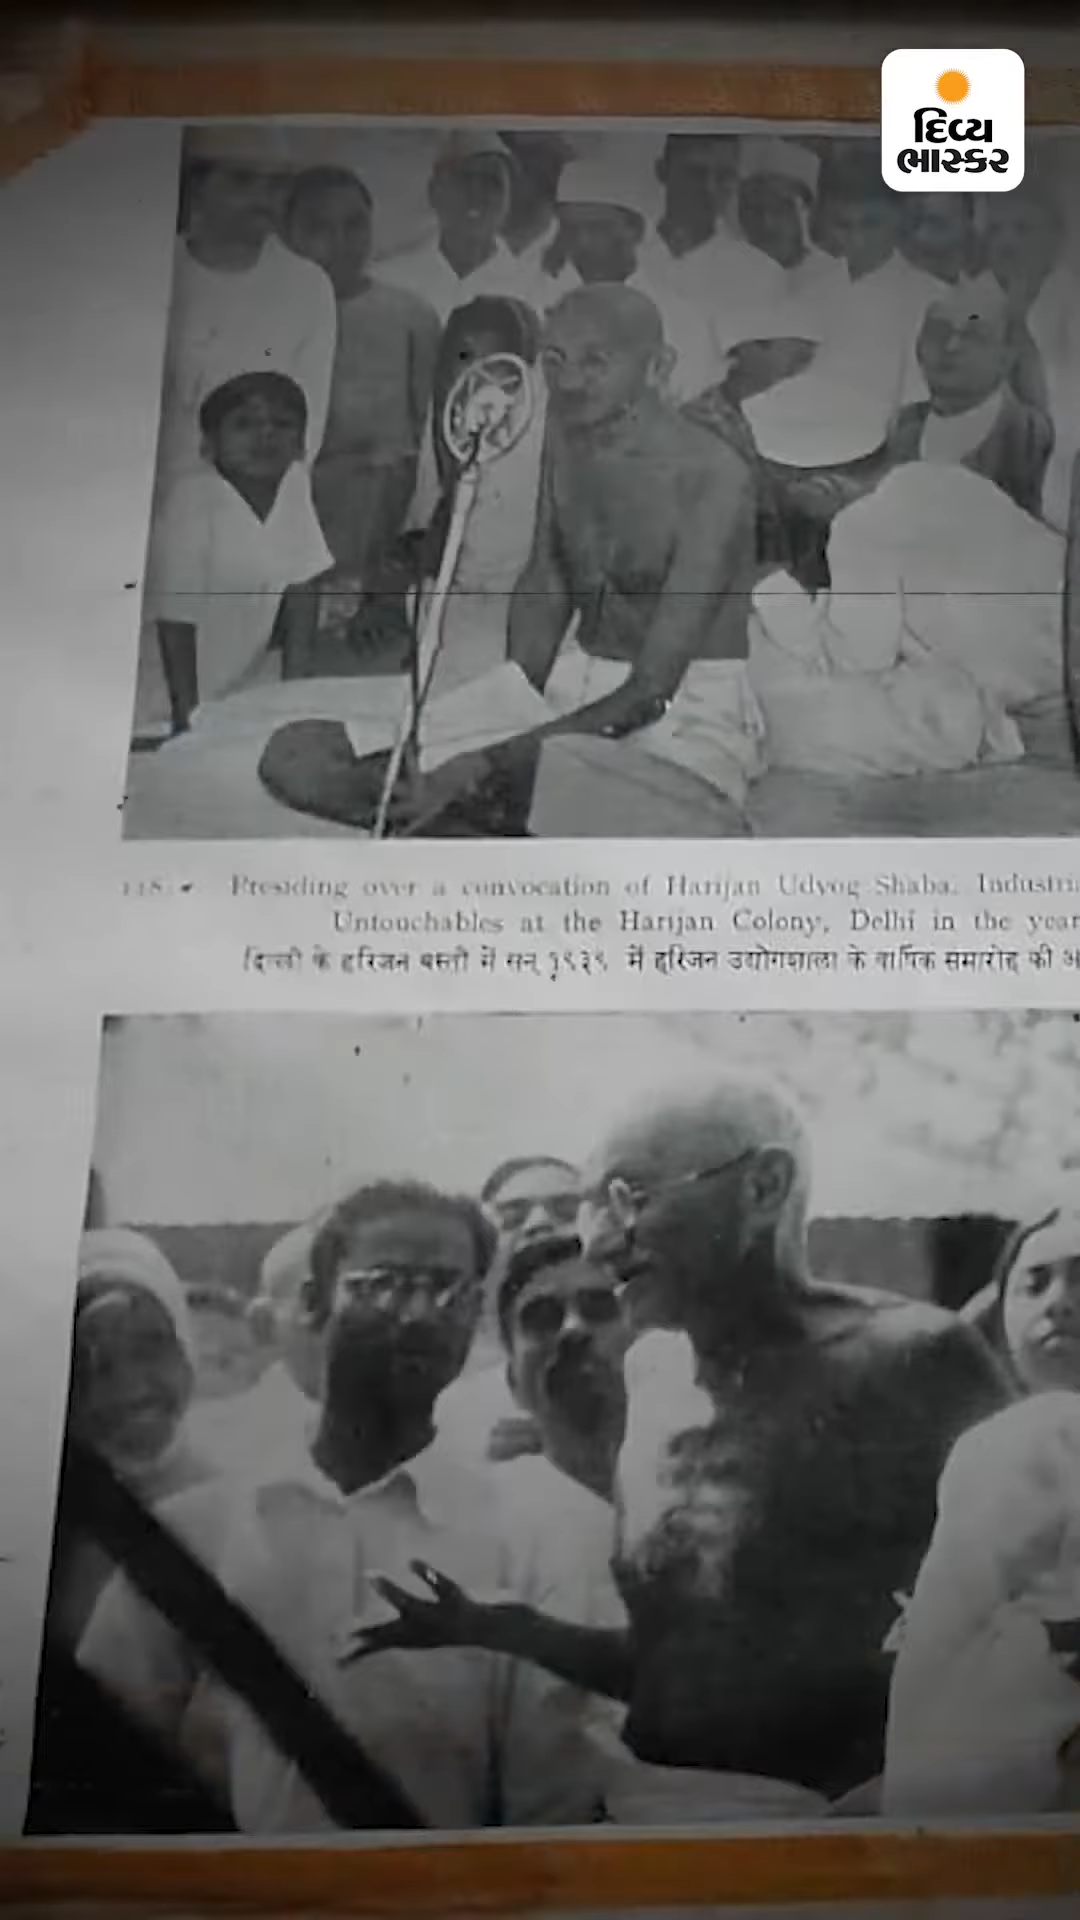 દિવ્ય
ભાસ્કર
Presiding over a convocation of Harijan Udyog Shaba, Industri
Untouchables at the Harijan Colony, Delhi in the year
दिल्ली के हरिजन बस्ती में सन् १९३९ में हरिजन उद्योगशाला के वार्षिक समारोह की